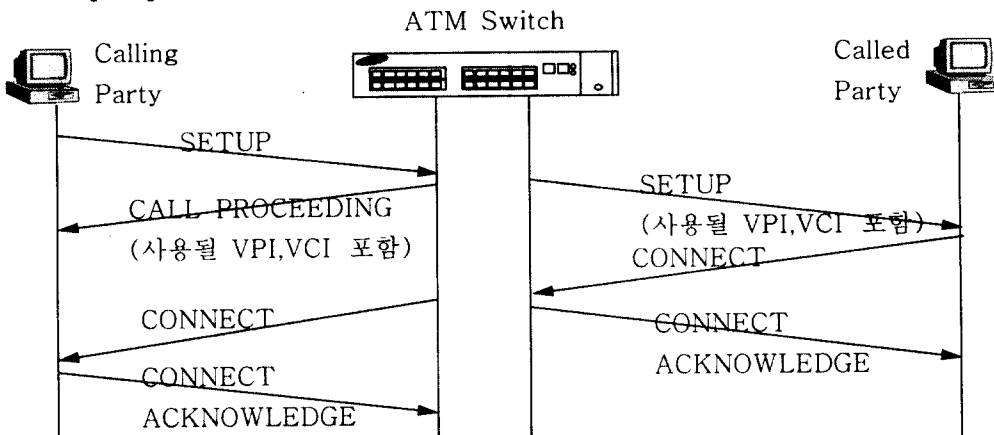 ATM Switch
Calling
Party
Called
Party
SETUP
CALL PROCEEDING
(사용될 VPI,VCI 포함)
SETUP
(사용될 VPI,VCI 포함)
CONNECT
CONNECT
CONNECT
ACKNOWLEDGE
CONNECT
ACKNOWLEDGE